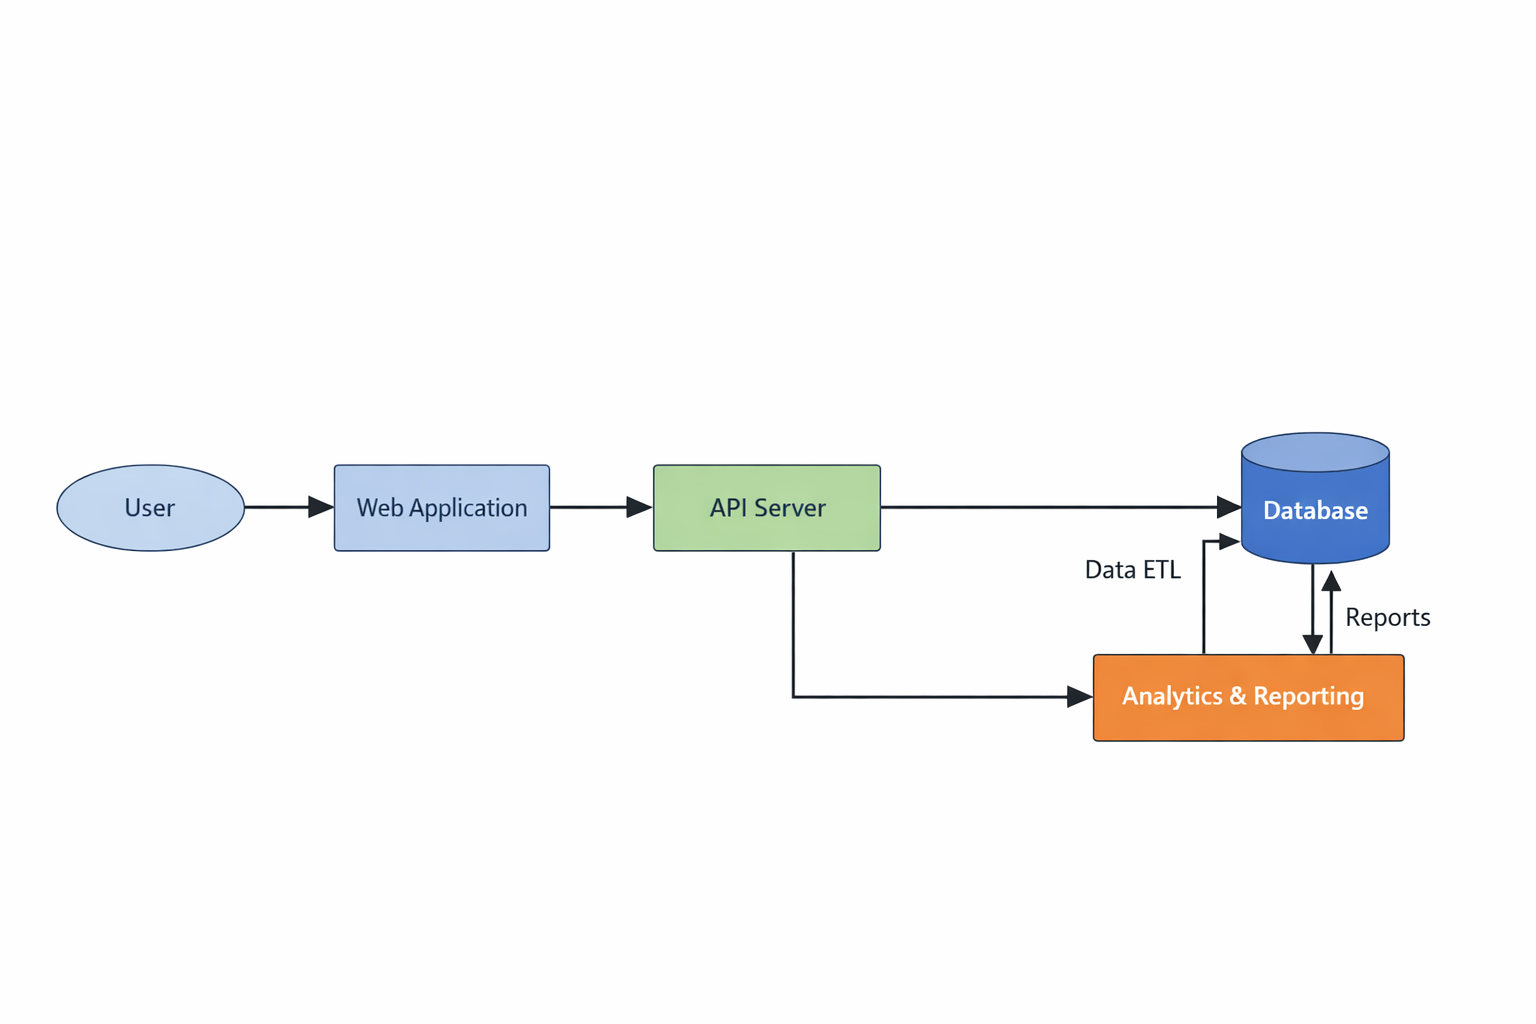 User
Web Application
API Server
Database
Data ETL
Reports
Analytics & Reporting